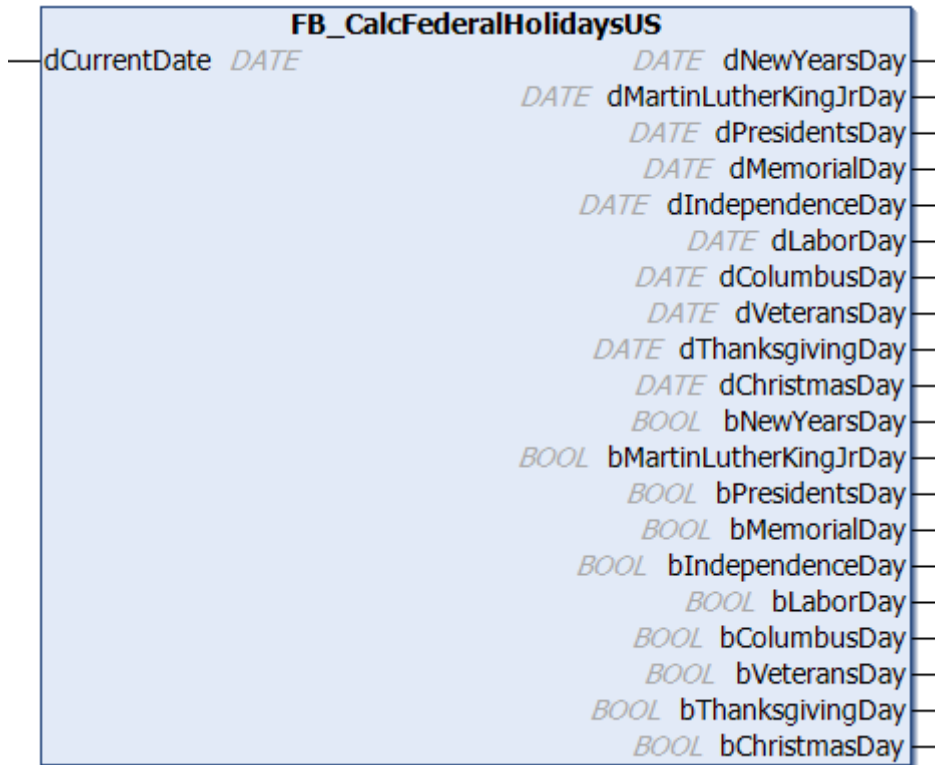 FB_CalcFederalHolidaysUS
dCurrentDate DATE DATE dNewYearsDay
DATE dMartinLutherKingJrDay
DATE dPresidentsDay
DATE dMemorialDay
DATE dIndependenceDay
DATE dLaborDay
DATE dColumbusDay
DATE dVeteransDay
DATE dThanksgivingDay
DATE dChristmasDay
BOOL bNewYearsDay
BOOL bMartinLutherKingJrDay
BOOL bPresidentsDay
BOOL bMemorialDay
BOOL bIndependenceDay
BOOL bLaborDay
BOOL bColumbusDay
BOOL bVeteransDay
BOOL bThanksgivingDay
BOOL bChristmasDay